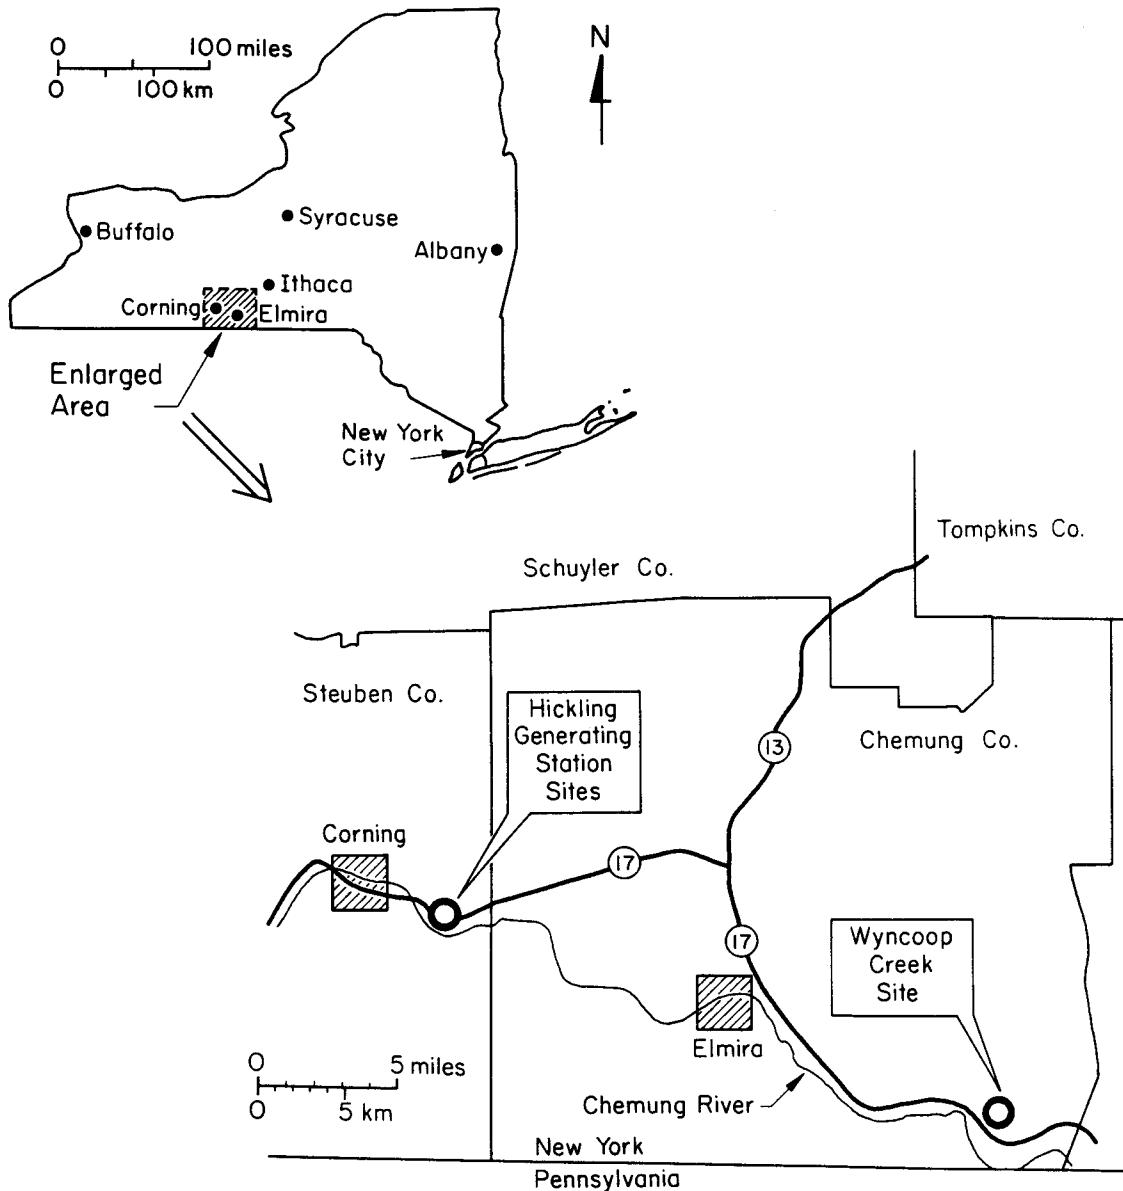 0 100 miles
0 100 km
N
Syracuse
Buffalo
Albany
Ithaca
Corning
Elmira
Enlarged
Area
New York
City
Tompkins Co.
Schuyler Co.
Steuben Co.
Hickling
Generating
Station
Sites
13
Chemung Co.
Corning
17
17
Wyncoop
Creek
Site
Elmira
0 5 miles
0 5 km
Chemung River
New York
Pennsylvania